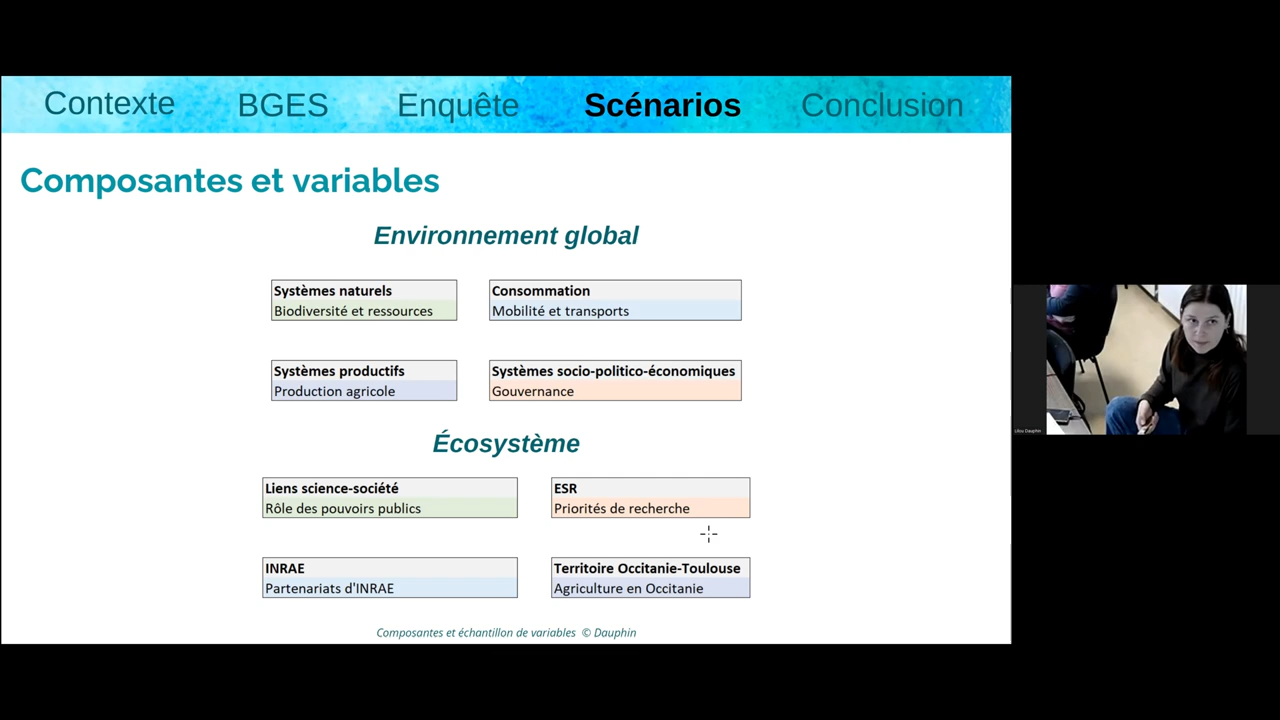 Contexte BGES Enquête Scénarios Conclusion
Composantes et variables
Environnement global
Systèmes naturels
Biodiversité et ressources
Consommation
Mobilité et transports
Systèmes productifs
Production agricole
Systèmes socio-politico-économiques
Gouvernance
Écosystème
Liens science-société
Rôle des pouvoirs publics
ESR
Priorités de recherche
INRAE
Partenariats d'INRAE
Territoire Occitanie-Toulouse
Agriculture en Occitanie
Composantes et échantillon de variables © Dauphin
Lilou Dauphin